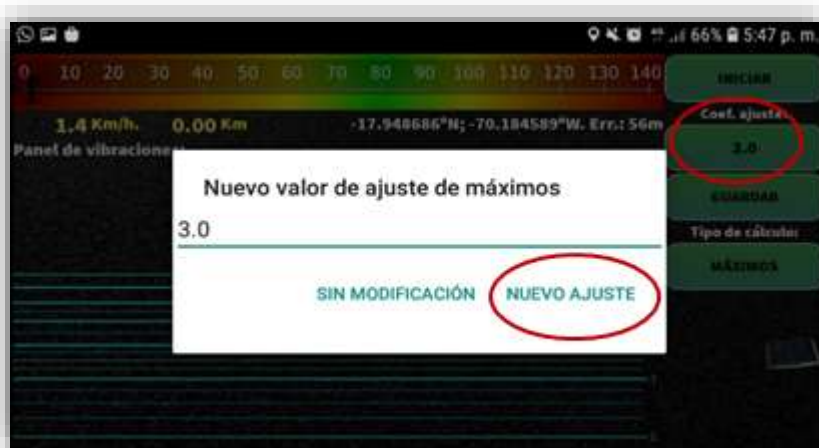 66% 5:47 p. m.
0 10 20 30 40 50 60 70 80 90 100 110 120 130 140
INICIAR
1.4 Km/h. 0.00 Km -17.948686°N; -70.184589°W. Err.: 56m
Coef. ajuste:
3.0
Panel de vibraciones:
Nuevo valor de ajuste de máximos
3.0
GUARDAR
Tipo de cálculo:
MÁXIMOS
SIN MODIFICACIÓN NUEVO AJUSTE